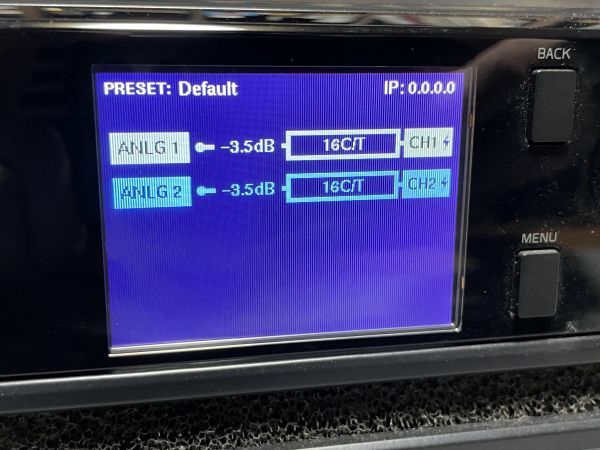 BACK
PRESET: Default IP: 0.0.0.0
ANLG 1 -3.5dB 16C/T CH1
ANLG 2 -3.5dB 16C/T CH2
MENU